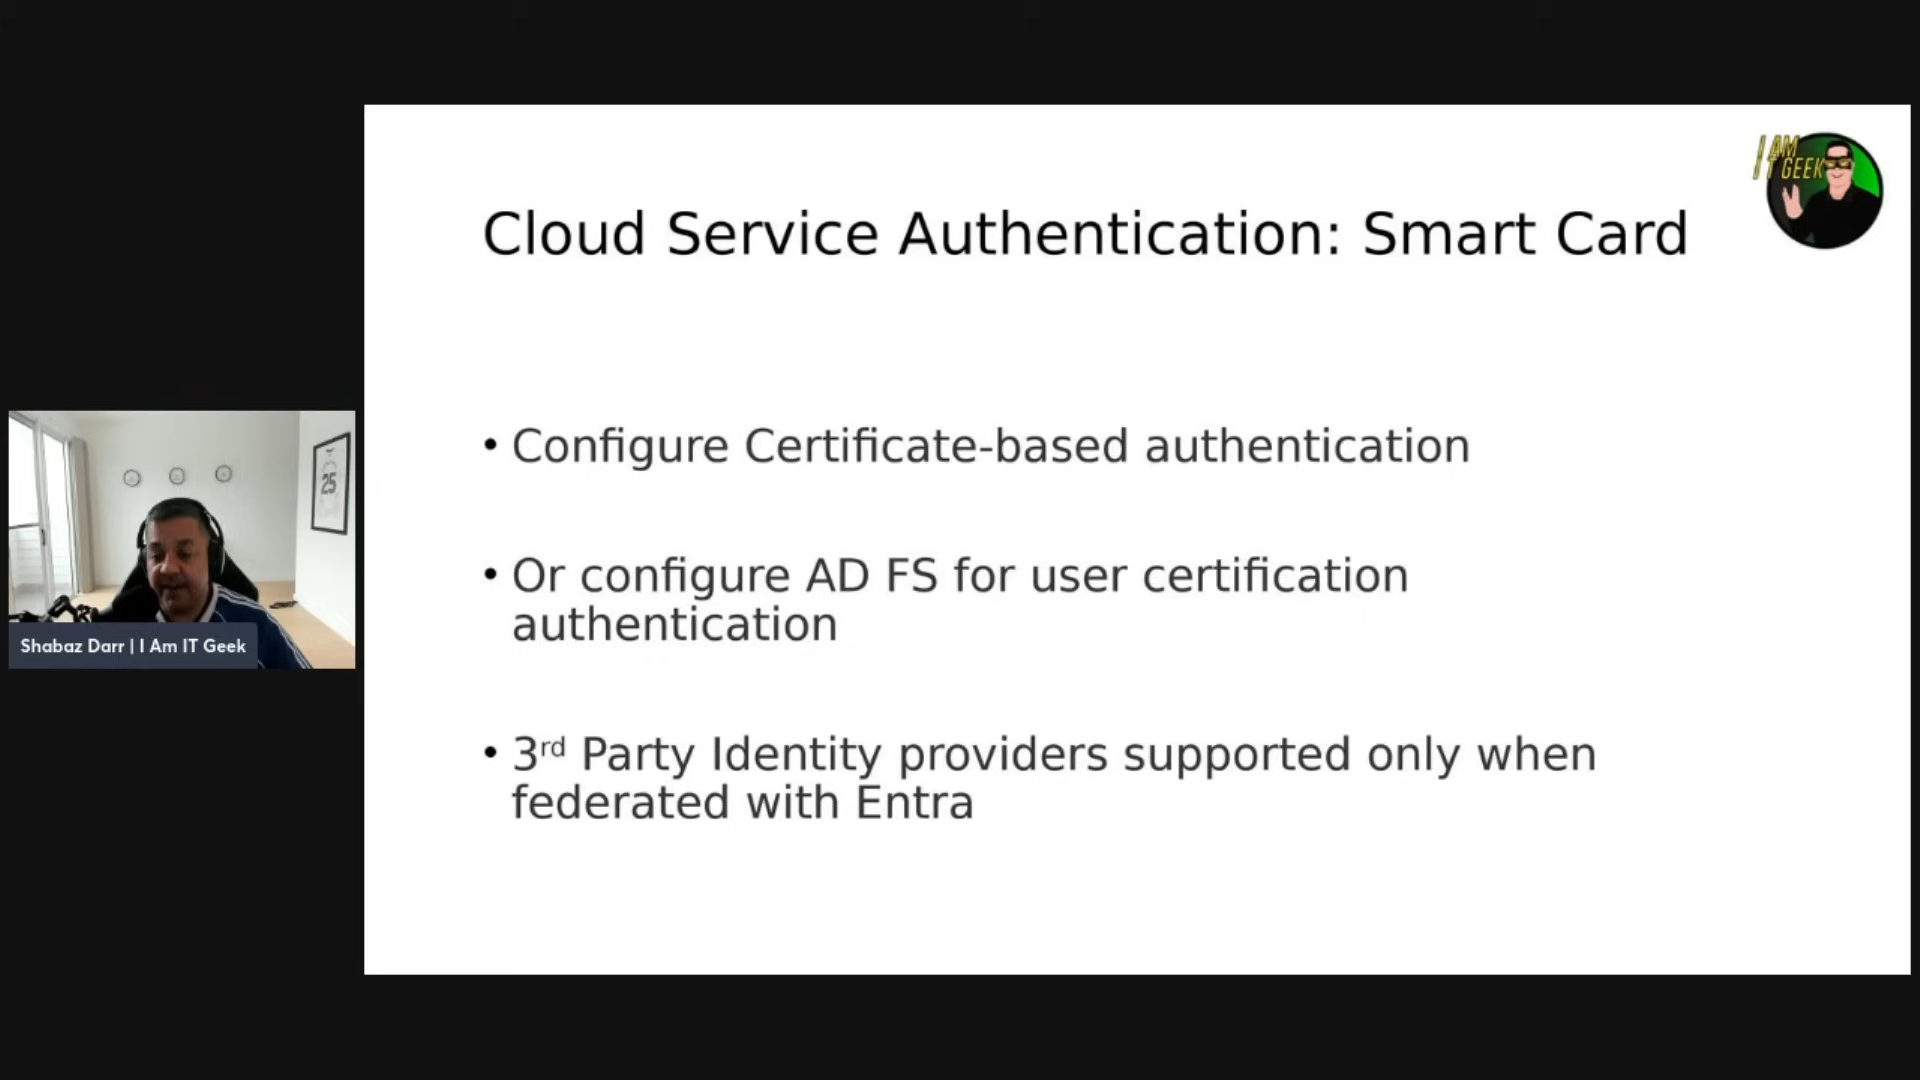 I AM
IT GEEK
Cloud Service Authentication: Smart Card
• Configure Certificate-based authentication
• Or configure AD FS for user certification
authentication
• 3rd Party Identity providers supported only when
federated with Entra
25
Shabaz Darr | I Am IT Geek